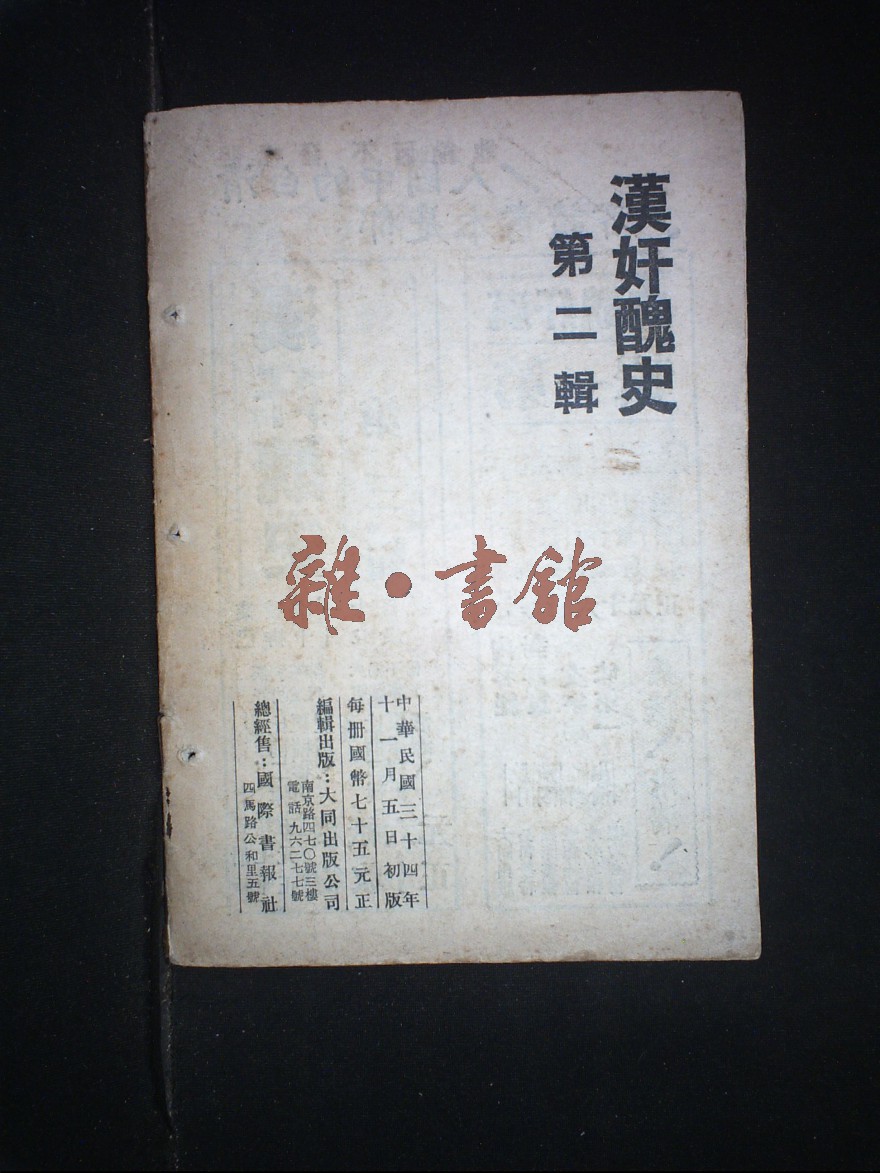 漢奸醜史
第二輯
雜•書館
中華民國三十四年
十一月五日初版
每冊國幣七十五元正
編輯出版：大同出版公司
南京路四七〇號三樓
電話九六二七七號
總經售：國際書報社
四馬路公和里五號